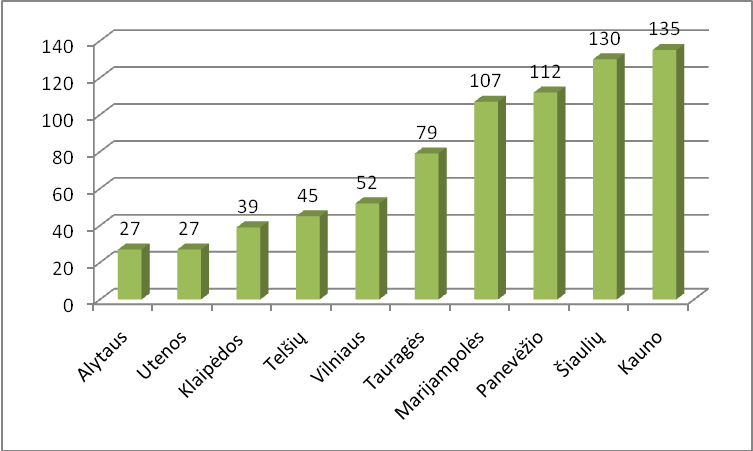 140
120
100
80
60
40
20
0
27
27
39
45
52
79
107
112
130
135
Alytaus
Utenos
Klaipėdos
Telšių
Vilniaus
Tauragės
Marijampolės
Panevėžio
Šiaulių
Kauno